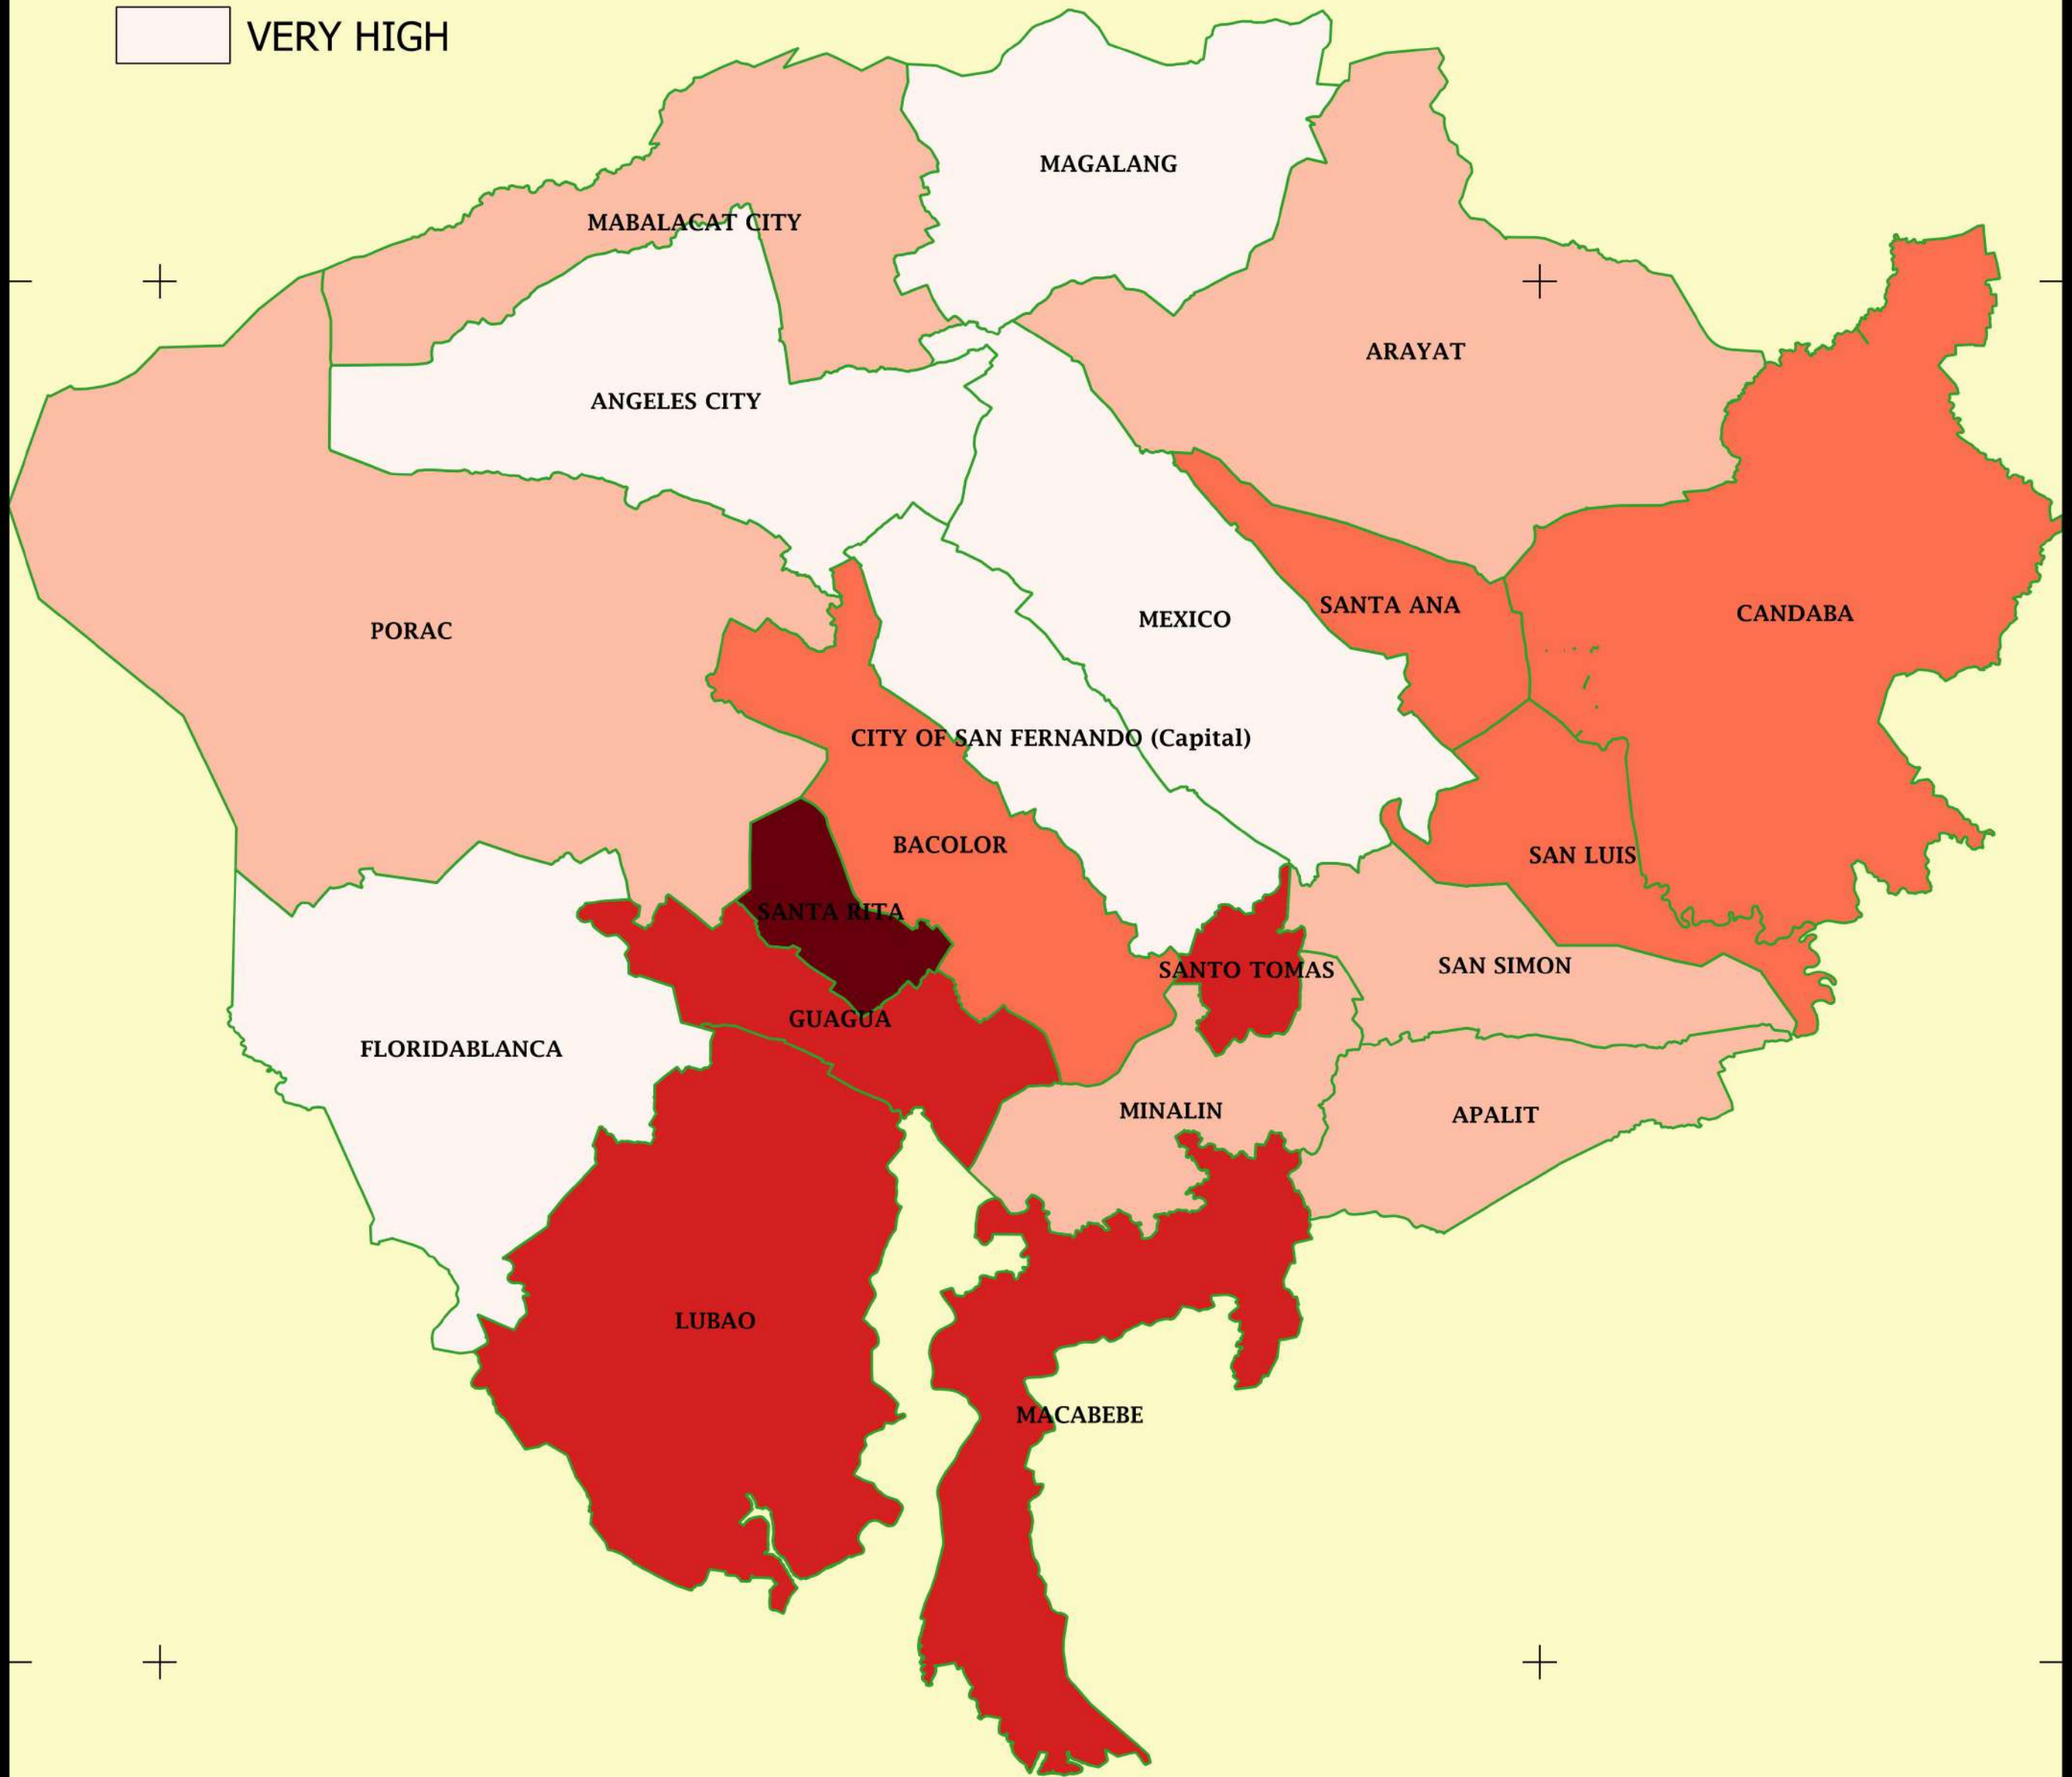 VERY HIGH
MAGALANG
MABALACAT CITY
ARAYAT
ANGELES CITY
SANTA ANA
CANDABA
MEXICO
PORAC
CITY OF SAN FERNANDO (Capital)
BACOLOR
SAN LUIS
SANTA RITA
SAN SIMON
SANTO TOMAS
GUAGUA
FLORIDABLANCA
MINALIN
APALIT
LUBAO
MACABEBE